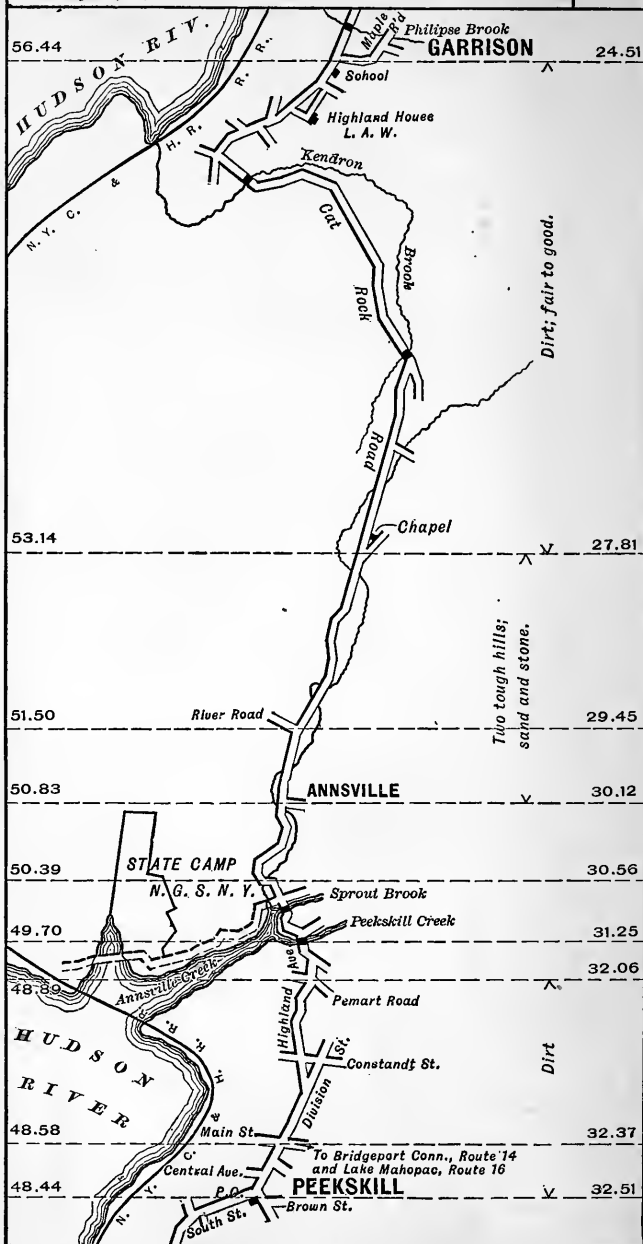 Philipse Brook
Maple R'd
GARRISON
56.44
24.51
HUDSON RIV.
School
Highland House
L. A. W.
N. Y. C. & H. R. R. R.
Kendron
Brook
Cat
Rock
Road
Dirt; fair to good.
Chapel
53.14
27.81
Two tough hills;
sand and stone.
River Road
51.50
29.45
ANNSVILLE
50.83
30.12
STATE CAMP
N. G. S. N. Y.
50.39
30.56
Sprout Brook
Peekskill Creek
49.70
31.25
Annsville Creek
48.89
32.06
Highland Ave
Pemart Road
HUDSON
RIVER
Constandt St.
Division St.
Dirt
N. Y. C. & H. R. R.
Main St.
48.58
32.37
To Bridgeport Conn., Route 14
and Lake Mahopac, Route 16
Central Ave.
P.O.
PEEKSKILL
48.44
32.51
South St.
Brown St.